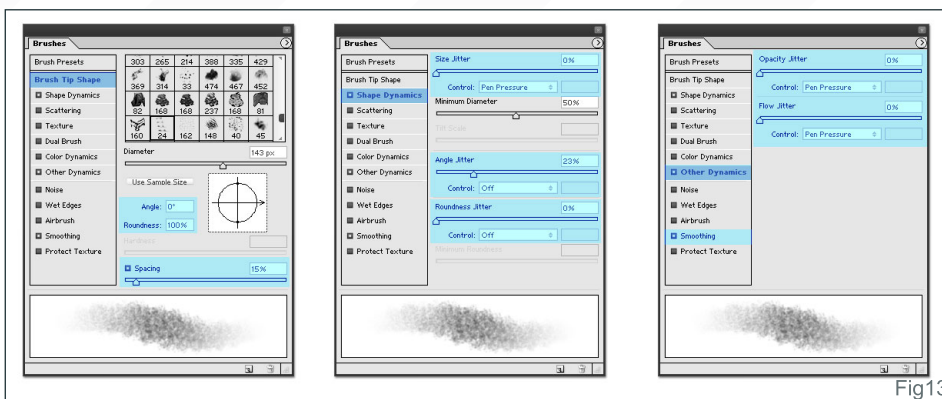 Brushes
Brush Presets
Brush Tip Shape
Shape Dynamics
Scattering
Texture
Dual Brush
Color Dynamics
Other Dynamics
Noise
Wet Edges
Airbrush
Smoothing
Protect Texture
303 265 214 388 335 429
369 314 33 474 467 452
82 168 168 237 168 81
160 24 162 148 40 45
Diameter 143 px
Use Sample Size
Angle: 0°
Roundness: 100%
Hardness
Spacing 15%
Brushes
Brush Presets
Brush Tip Shape
Shape Dynamics
Scattering
Texture
Dual Brush
Color Dynamics
Other Dynamics
Noise
Wet Edges
Airbrush
Smoothing
Protect Texture
Size Jitter 0%
Control: Pen Pressure
Minimum Diameter 50%
Tilt Scale
Angle Jitter 23%
Control: Off
Roundness Jitter 0%
Control: Off
Minimum Roundness
Brushes
Brush Presets
Brush Tip Shape
Shape Dynamics
Scattering
Texture
Dual Brush
Color Dynamics
Other Dynamics
Noise
Wet Edges
Airbrush
Smoothing
Protect Texture
Opacity Jitter 0%
Control: Pen Pressure
Flow Jitter 0%
Control: Pen Pressure
Fig13